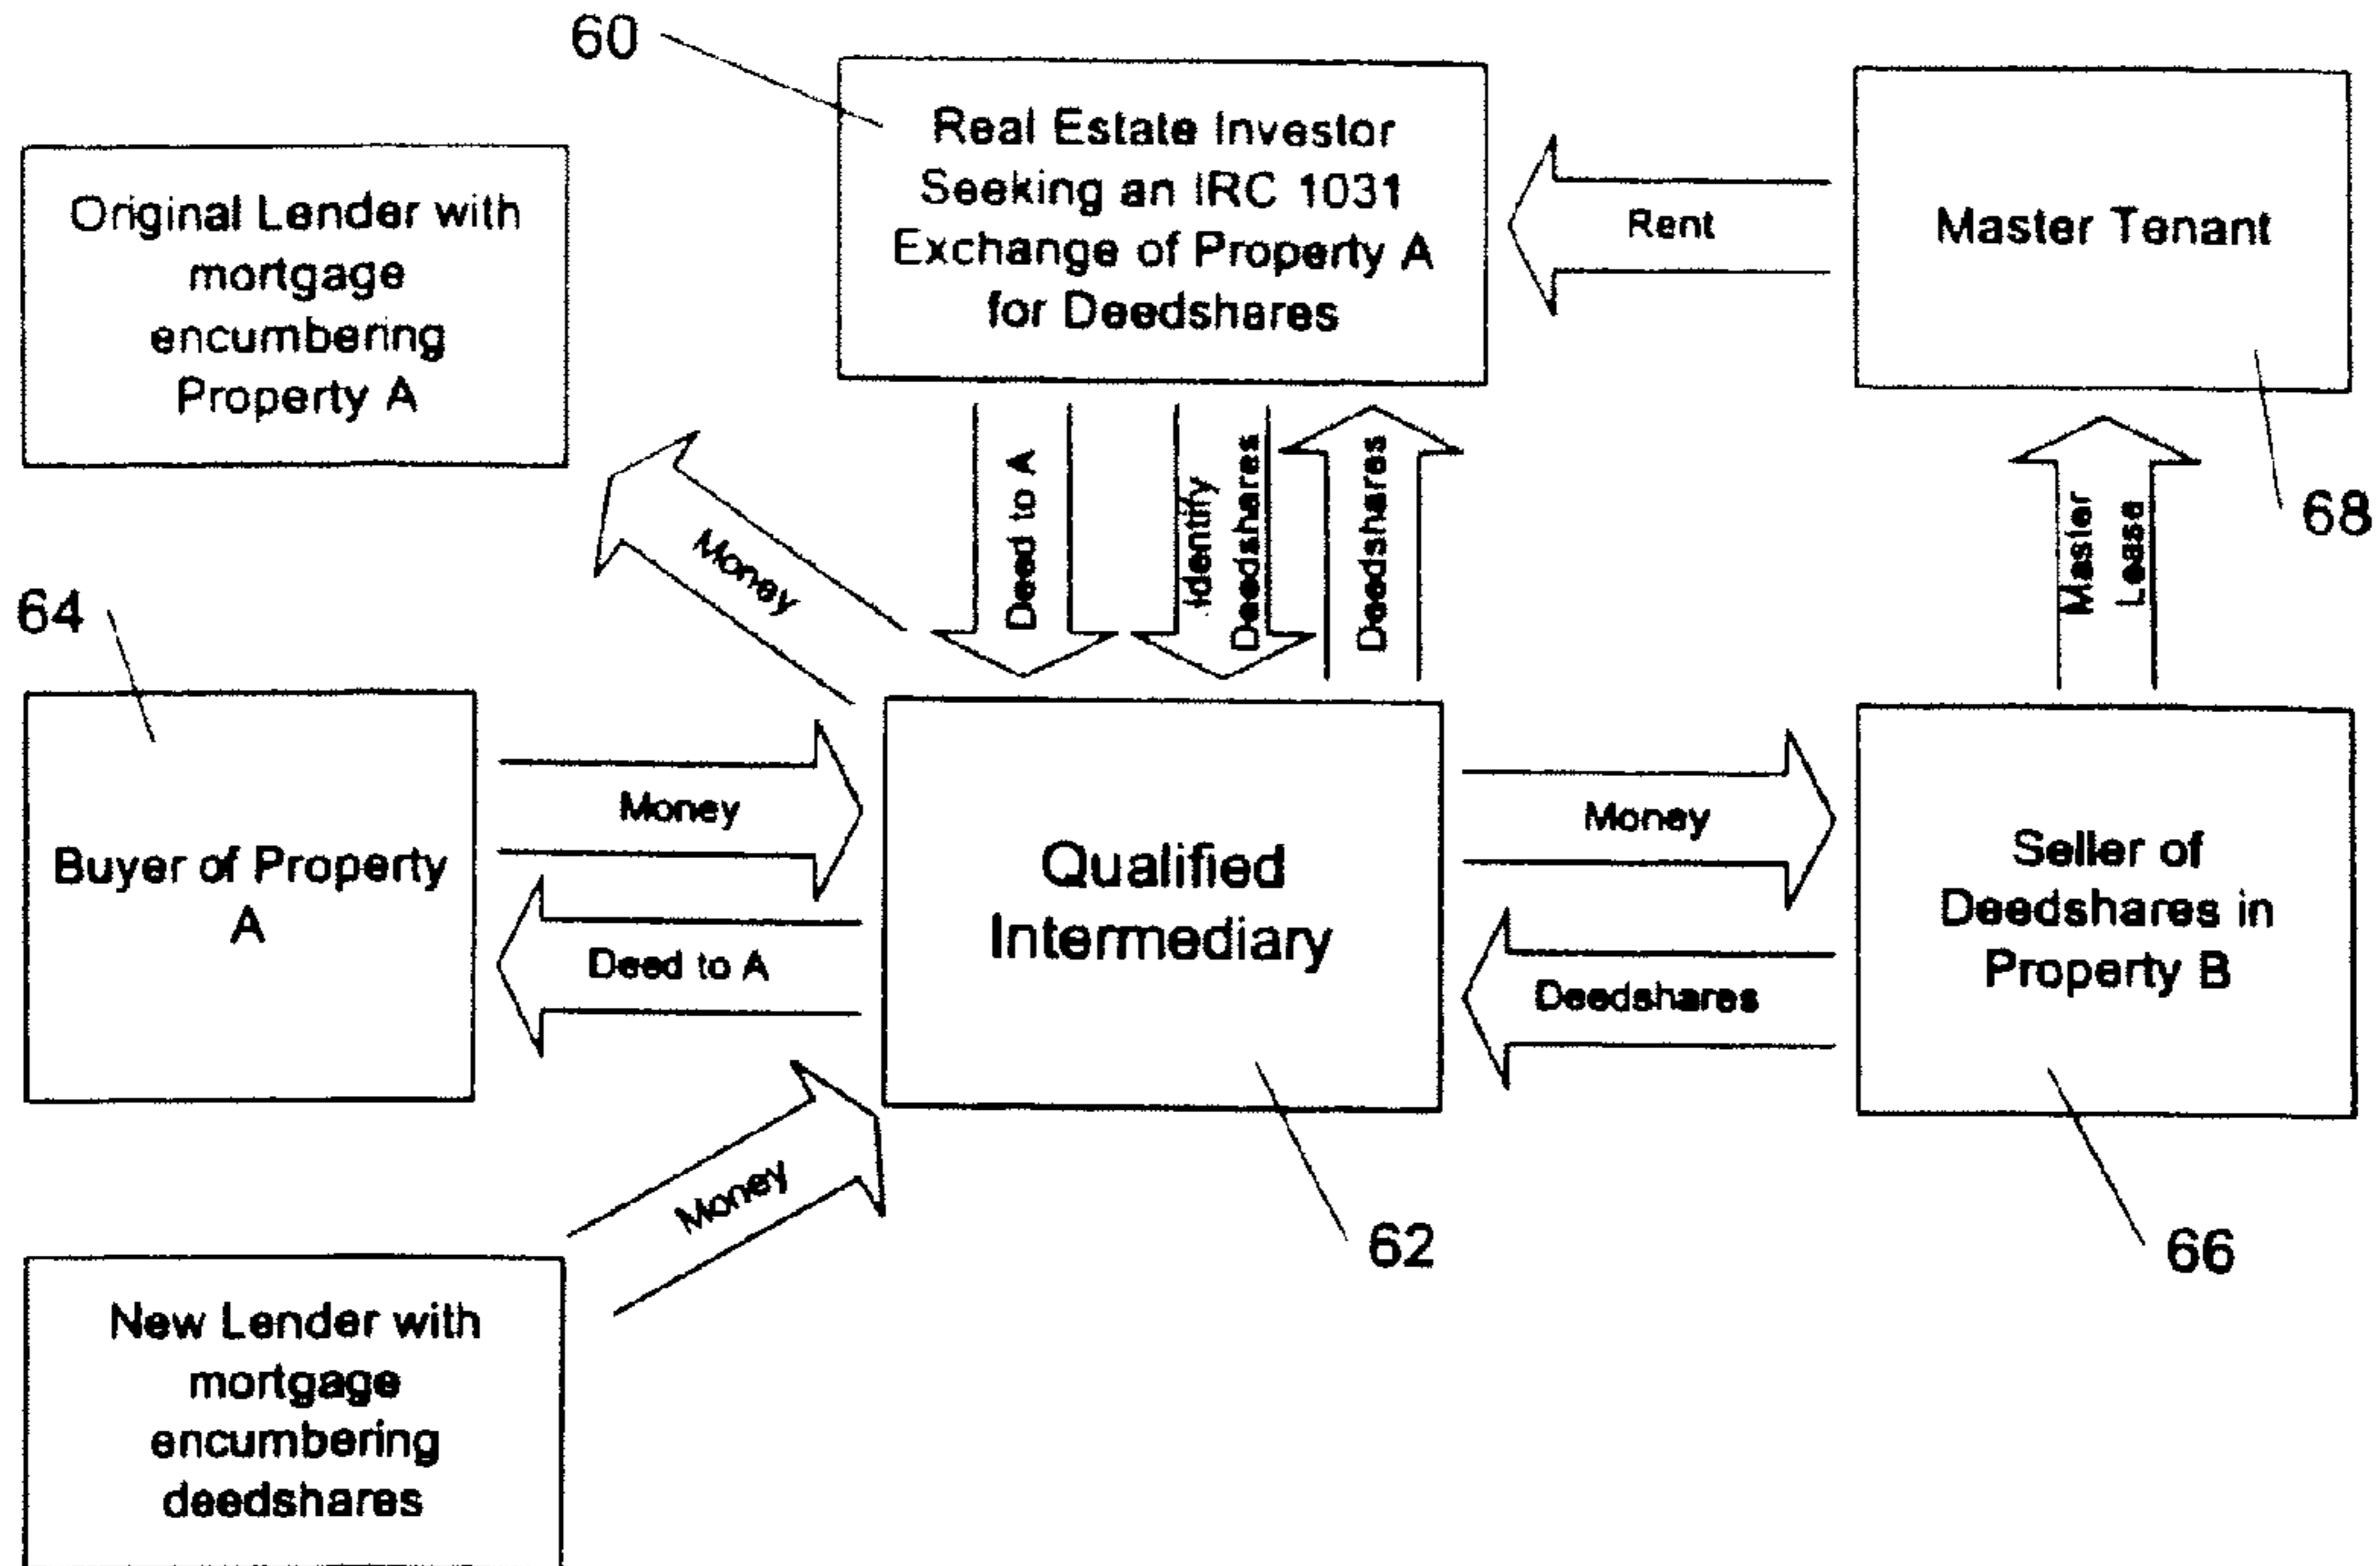 60
Real Estate Investor
Seeking an IRC 1031
Exchange of Property A
for Deedshares
Rent
Master Tenant
68
Original Lender with
mortgage
encumbering
Property A
Money
Deed to A
Identify
Deedshares
Deedshares
Master
Lease
64
Buyer of Property
A
Money
Deed to A
Qualified
Intermediary
62
Money
Deedshares
Seller of
Deedshares in
Property B
66
Money
New Lender with
mortgage
encumbering
deedshares